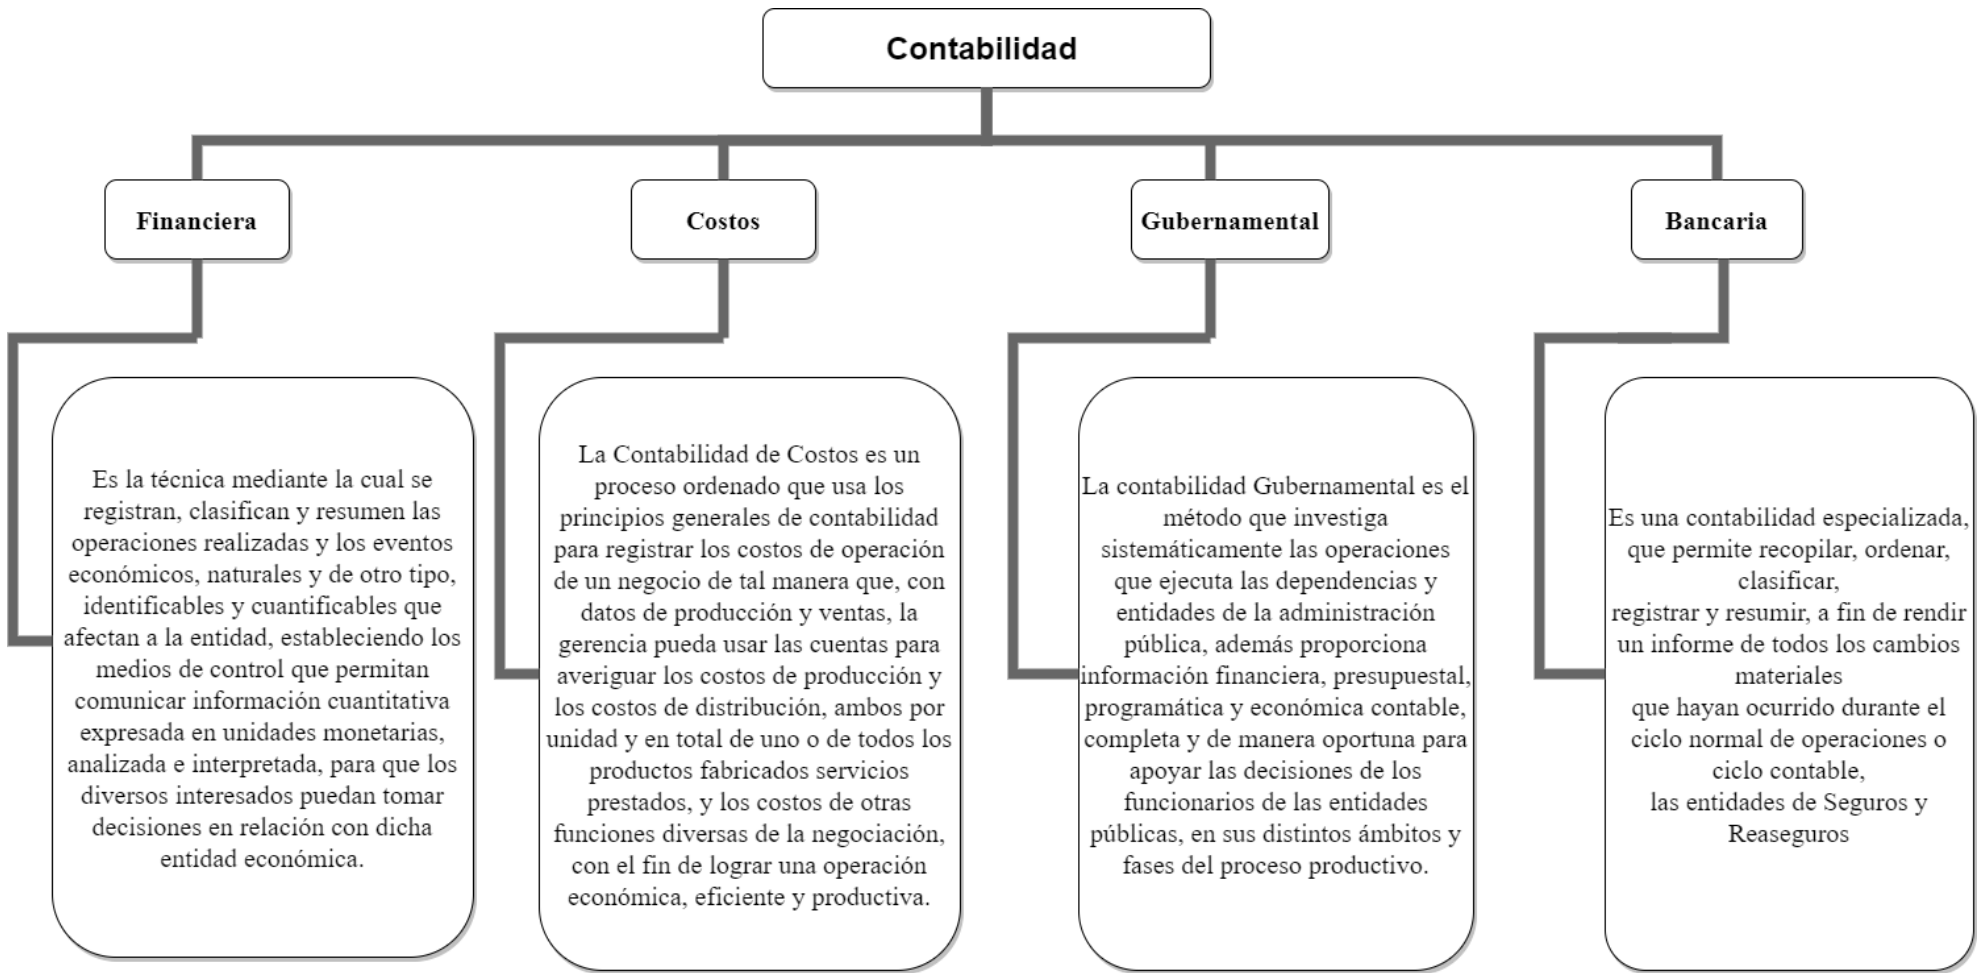 Contabilidad
Financiera
Costos
Gubernamental
Bancaria
Es la técnica mediante la cual se
registran, clasifican y resumen las
operaciones realizadas y los eventos
económicos, naturales y de otro tipo,
identificables y cuantificables que
afectan a la entidad, estableciendo los
medios de control que permitan
comunicar información cuantitativa
expresada en unidades monetarias,
analizada e interpretada, para que los
diversos interesados puedan tomar
decisiones en relación con dicha
entidad económica.
La Contabilidad de Costos es un
proceso ordenado que usa los
principios generales de contabilidad
para registrar los costos de operación
de un negocio de tal manera que, con
datos de producción y ventas, la
gerencia pueda usar las cuentas para
averiguar los costos de producción y
los costos de distribución, ambos por
unidad y en total de uno o de todos los
productos fabricados servicios
prestados, y los costos de otras
funciones diversas de la negociación,
con el fin de lograr una operación
económica, eficiente y productiva.
La contabilidad Gubernamental es el
método que investiga
sistemáticamente las operaciones
que ejecuta las dependencias y
entidades de la administración
pública, además proporciona
información financiera, presupuestal,
programática y económica contable,
completa y de manera oportuna para
apoyar las decisiones de los
funcionarios de las entidades
públicas, en sus distintos ámbitos y
fases del proceso productivo.
Es una contabilidad especializada,
que permite recopilar, ordenar,
clasificar,
registrar y resumir, a fin de rendir
un informe de todos los cambios
materiales
que hayan ocurrido durante el
ciclo normal de operaciones o
ciclo contable,
las entidades de Seguros y
Reaseguros